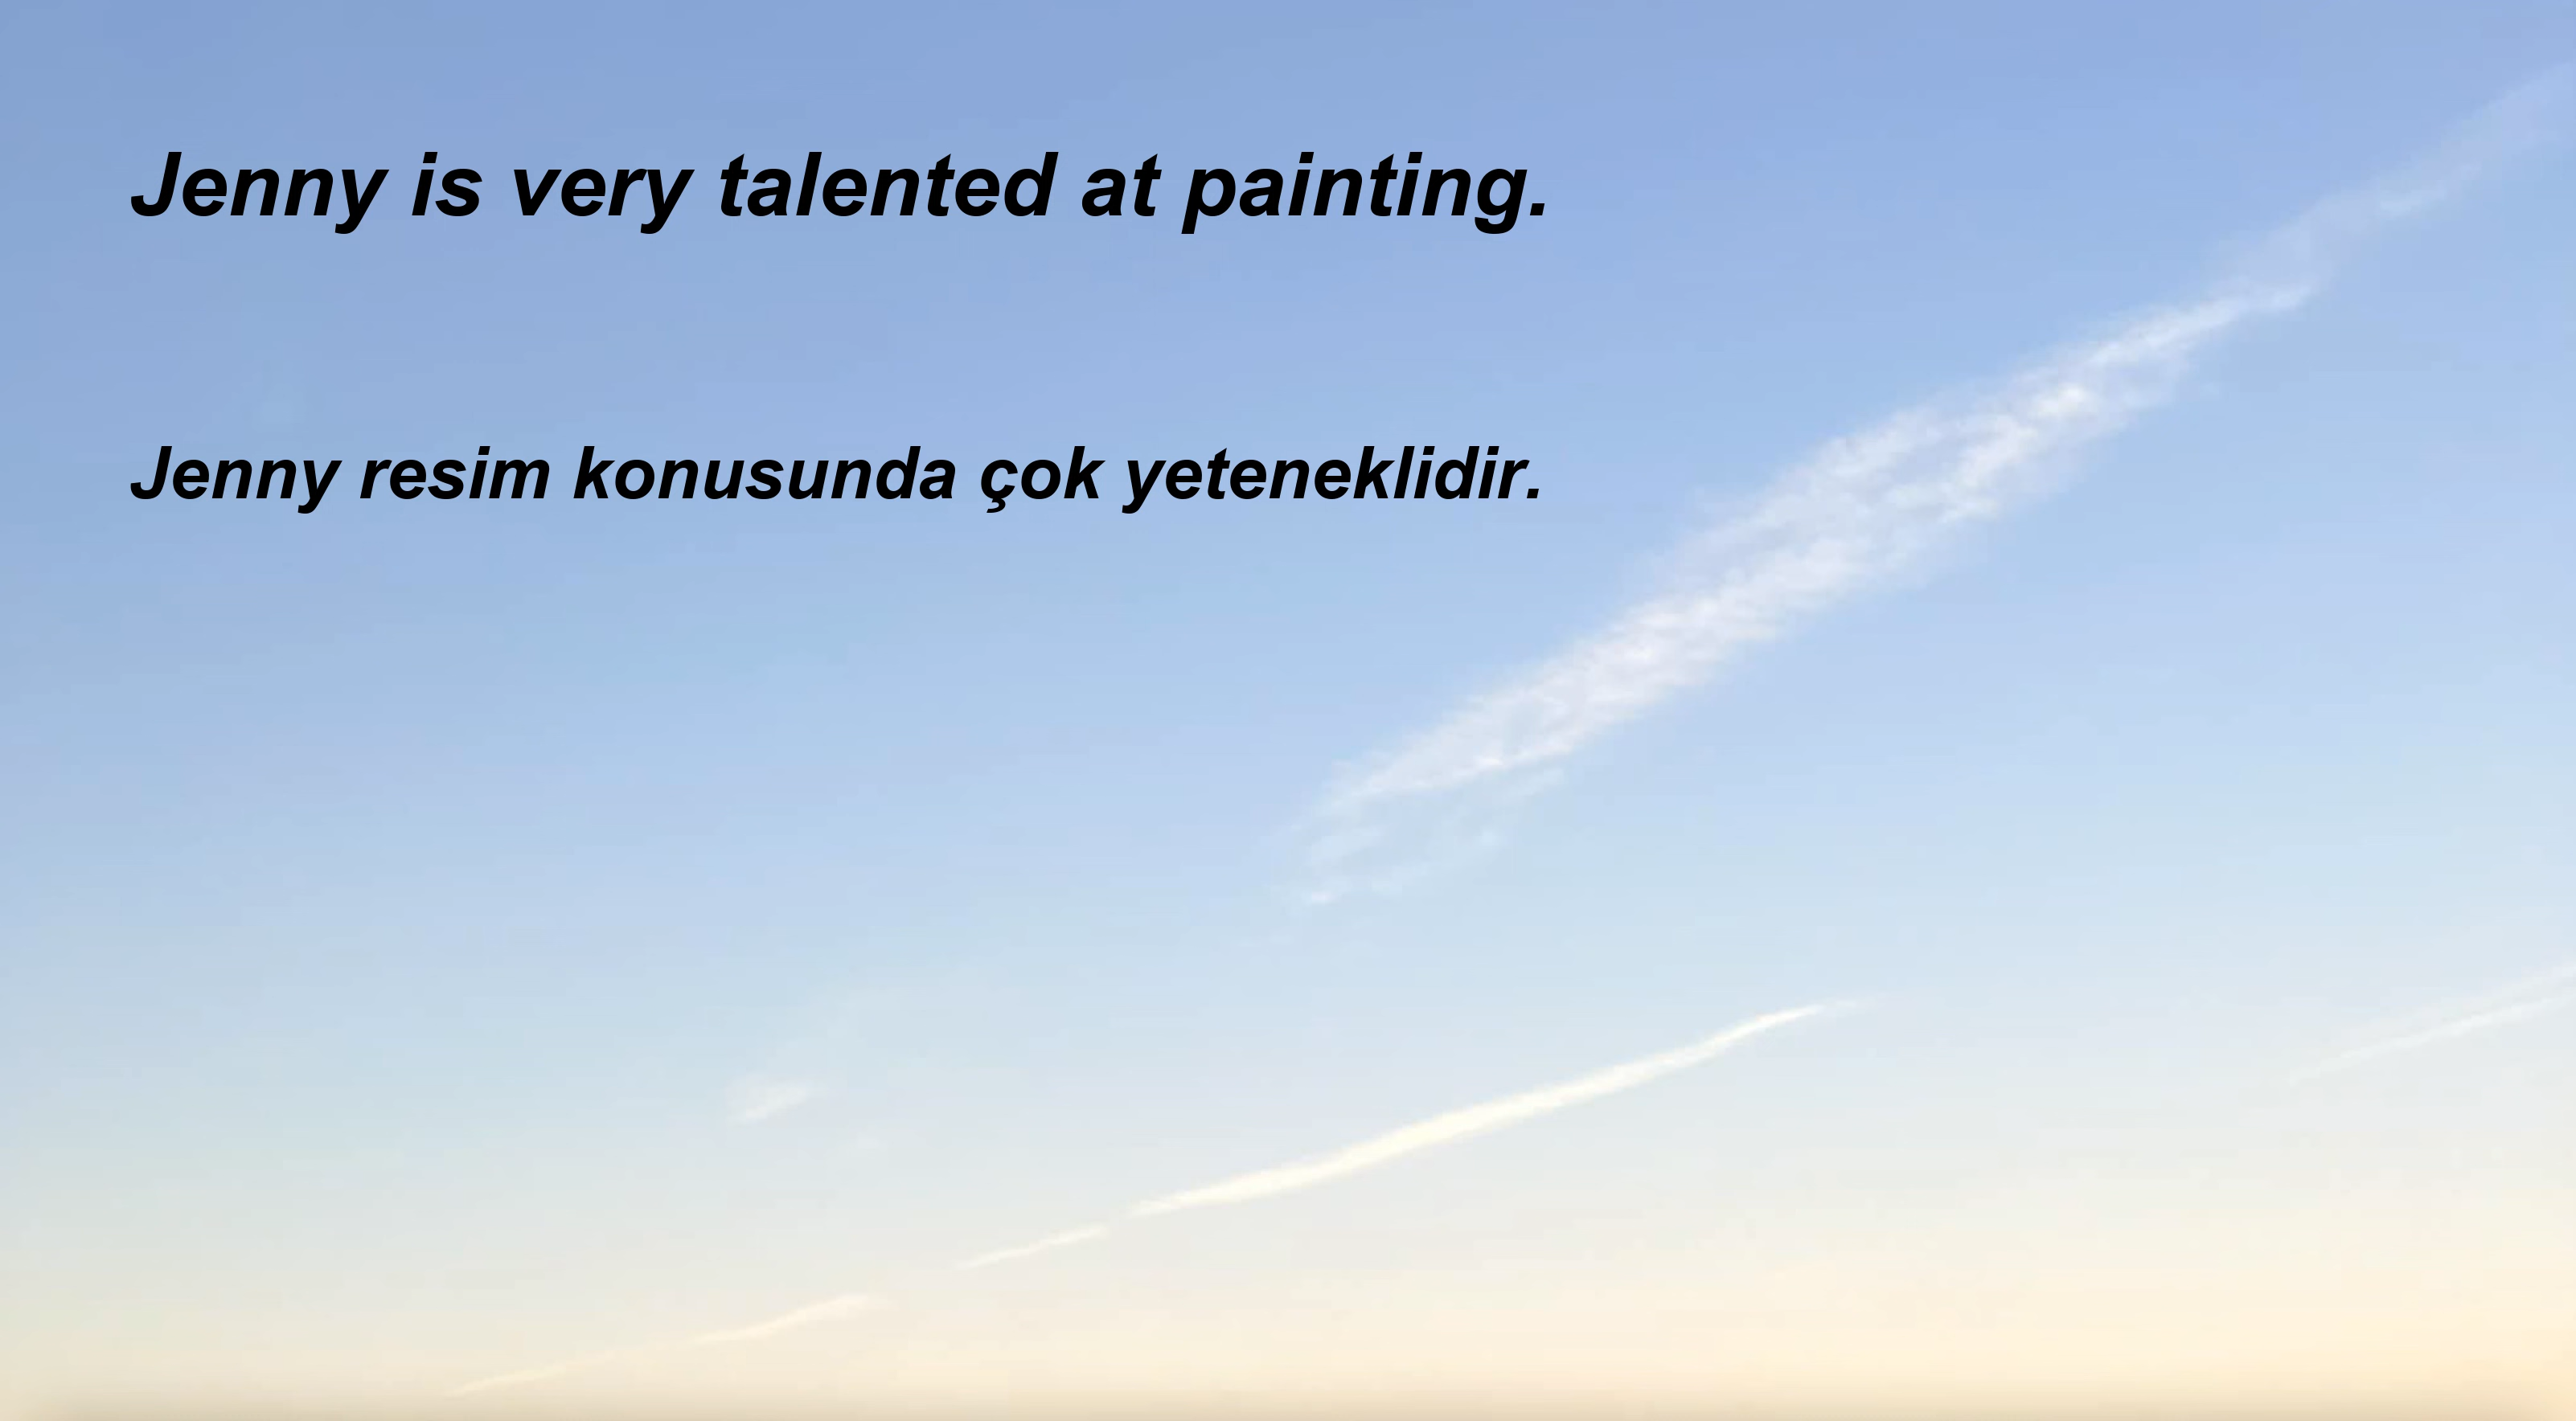 Jenny is very talented at painting.
Jenny resim konusunda çok yeteneklidir.